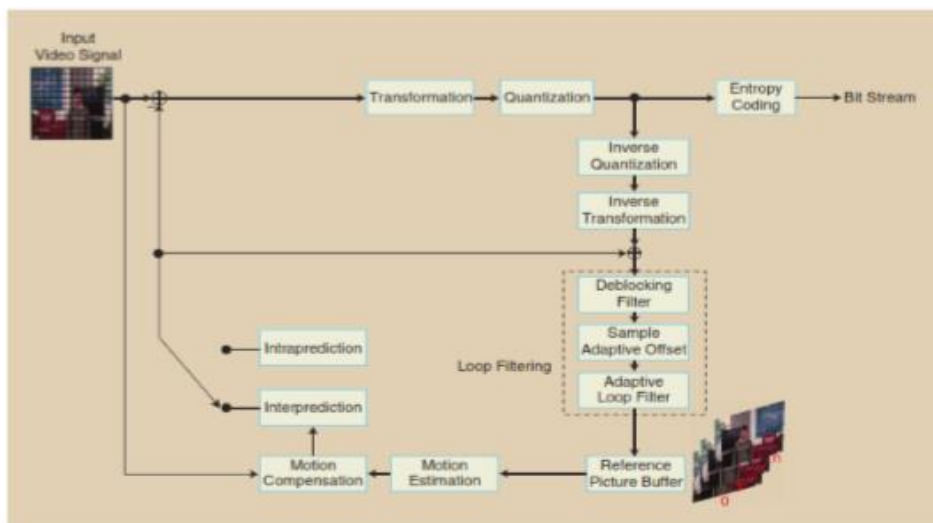 Input
Video Signal
Transformation
Quantization
Entropy
Coding
Bit Stream
Inverse
Quantization
Inverse
Transformation
Deblocking
Filter
Sample
Adaptive Offset
Adaptive
Loop Filter
Loop Filtering
Intraprediction
Interprediction
Motion
Compensation
Motion
Estimation
Reference
Picture Buffer
n
0